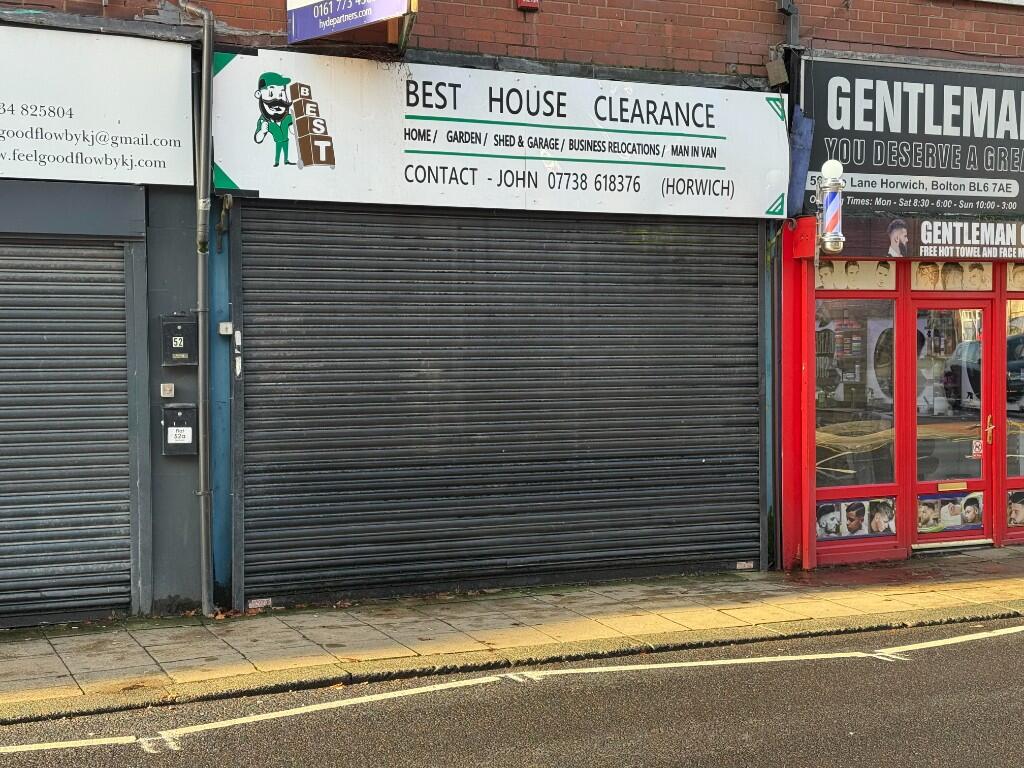 0161 773 4
hydepartners.com
34 825804
goodflowbykj@gmail.com
w.feelgoodflowbykj.com
BEST
BEST HOUSE CLEARANCE
HOME / GARDEN / SHED & GARAGE / BUSINESS RELOCATIONS / MAN IN VAN
CONTACT - JOHN 07738 618376 (HORWICH)
GENTLEMA
YOU DESERVE A GREA
Lane Horwich, Bolton BL6 7AE
Times: Mon - Sat 8:30 - 6:00 - Sun 10:00 - 3:00
GENTLEMAN
FREE HOT TOWEL AND FACE M
52
Flat
52a